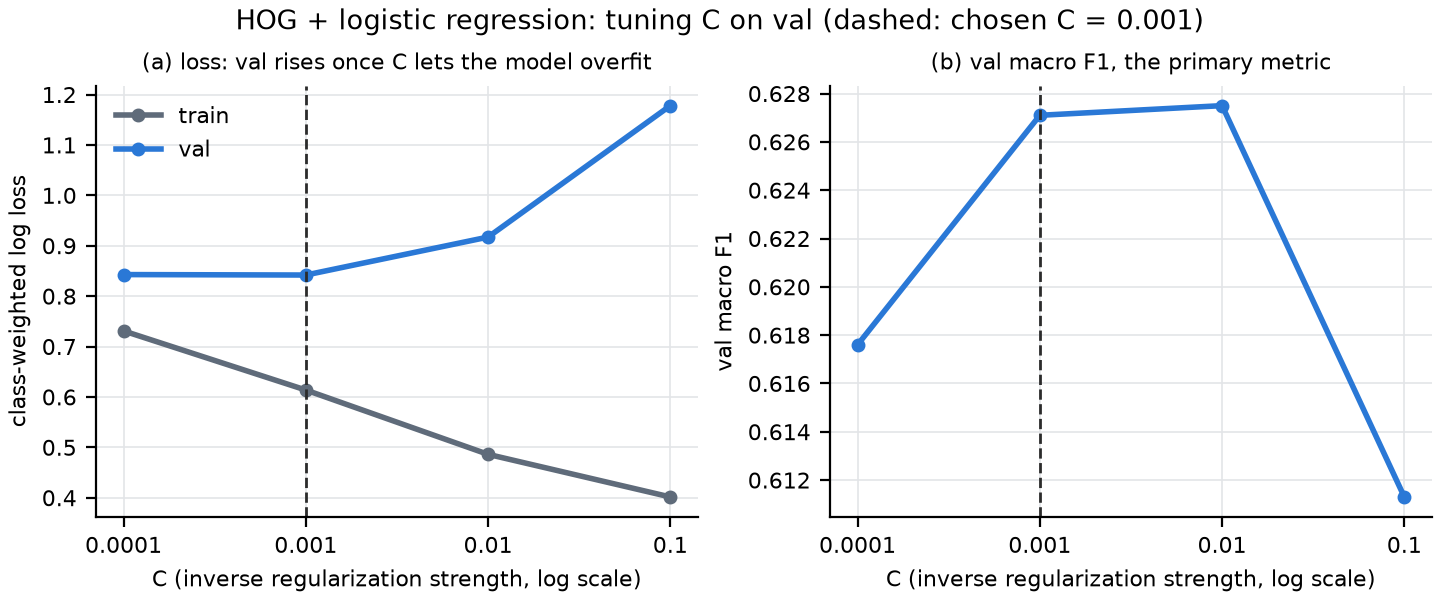 HOG + logistic regression: tuning C on val (dashed: chosen C = 0.001)
(a) loss: val rises once C lets the model overfit
train
val
class-weighted log loss
1.2
1.1
1.0
0.9
0.8
0.7
0.6
0.5
0.4
0.0001
0.001
0.01
0.1
C (inverse regularization strength, log scale)
(b) val macro F1, the primary metric
val macro F1
0.628
0.626
0.624
0.622
0.620
0.618
0.616
0.614
0.612
0.0001
0.001
0.01
0.1
C (inverse regularization strength, log scale)